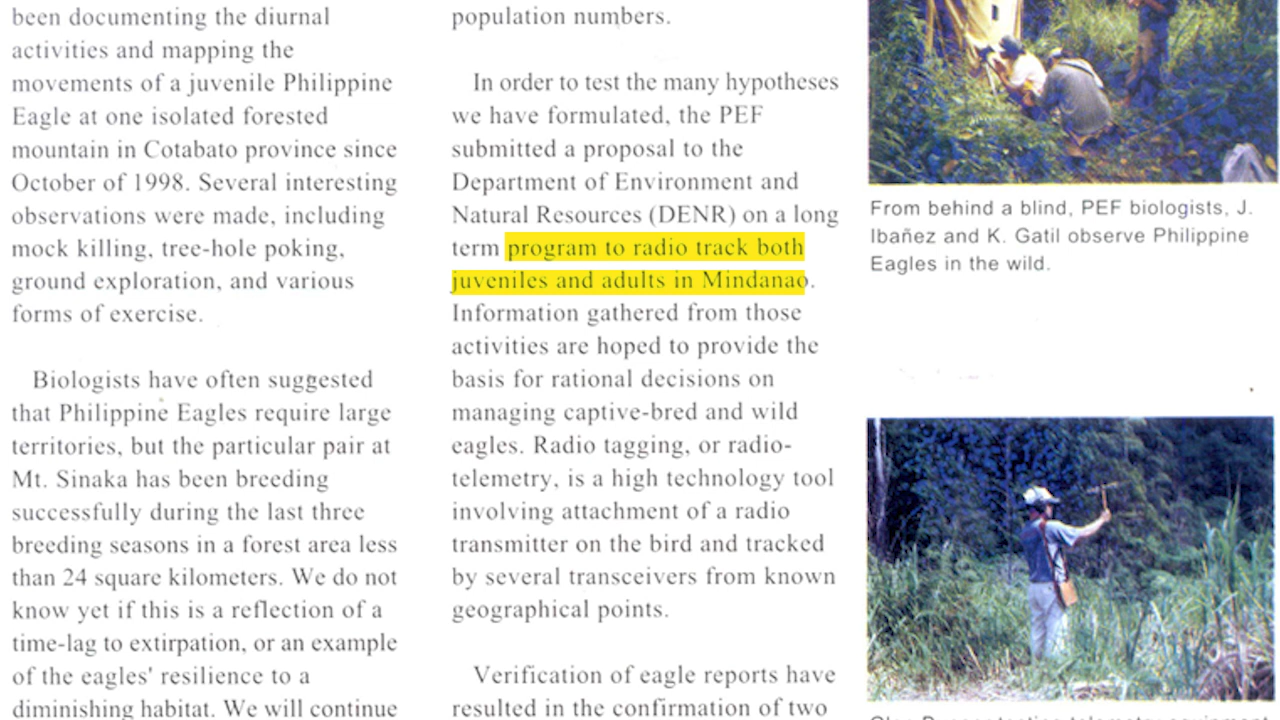 been documenting the diurnal
activities and mapping the
movements of a juvenile Philippine
Eagle at one isolated forested
mountain in Cotabato province since
October of 1998. Several interesting
observations were made, including
mock killing, tree-hole poking,
ground exploration, and various
forms of exercise.
Biologists have often suggested
that Philippine Eagles require large
territories, but the particular pair at
Mt. Sinaka has been breeding
successfully during the last three
breeding seasons in a forest area less
than 24 square kilometers. We do not
know yet if this is a reflection of a
time-lag to extirpation, or an example
of the eagles' resilience to a
diminishing habitat. We will continue
population numbers.
In order to test the many hypotheses
we have formulated, the PEF
submitted a proposal to the
Department of Environment and
Natural Resources (DENR) on a long
term program to radio track both
juveniles and adults in Mindanao.
Information gathered from those
activities are hoped to provide the
basis for rational decisions on
managing captive-bred and wild
eagles. Radio tagging, or radio-
telemetry, is a high technology tool
involving attachment of a radio
transmitter on the bird and tracked
by several transceivers from known
geographical points.
Verification of eagle reports have
resulted in the confirmation of two
From behind a blind, PEF biologists, J.
Ibañez and K. Gatil observe Philippine
Eagles in the wild.